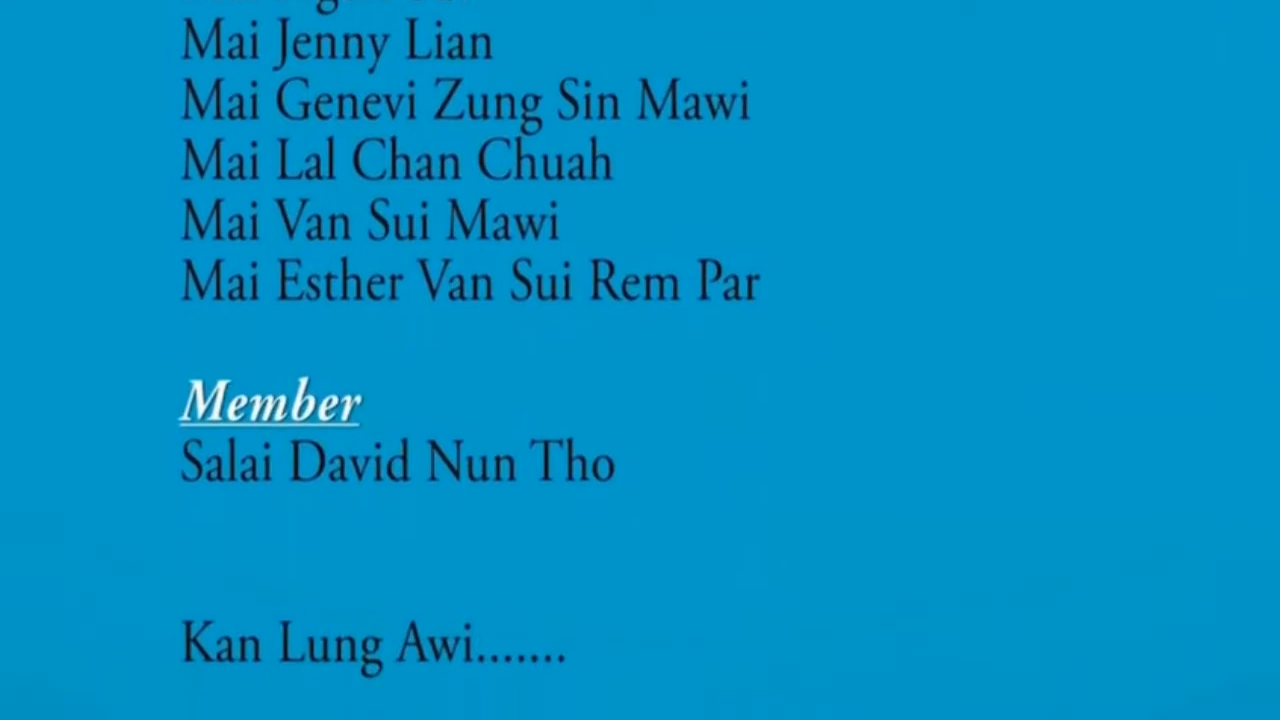 Mai Jenny Lian
Mai Genevi Zung Sin Mawi
Mai Lal Chan Chuah
Mai Van Sui Mawi
Mai Esther Van Sui Rem Par
Member
Salai David Nun Tho
Kan Lung Awi.......